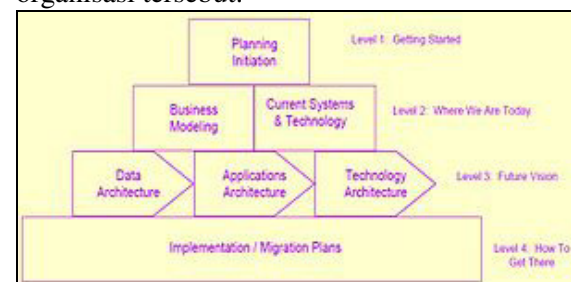 organisasi tersebut.
Planning
Initiation
Level 1: Getting Started
Business
Modeling
Current Systems
& Technology
Level 2: Where We Are Today
Data
Architecture
Applications
Architecture
Technology
Architecture
Level 3: Future Vision
Implementation / Migration Plans
Level 4: How To
Get There